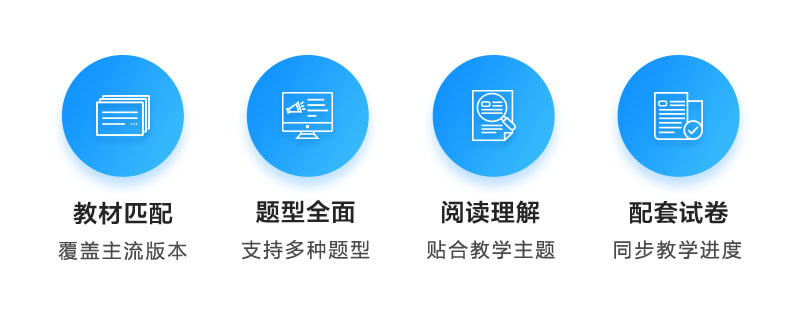 教材匹配
覆盖主流版本
题型全面
支持多种题型
阅读理解
贴合教学主题
配套试卷
同步教学进度